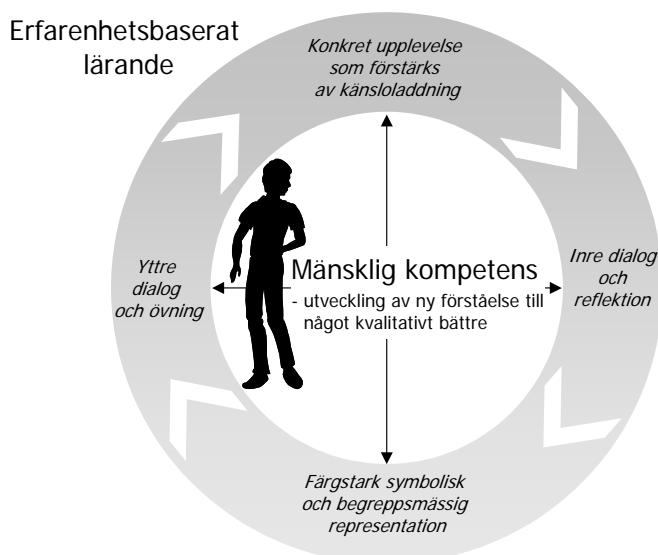 Erfarenhetsbaserat
lärande
Konkret upplevelse
som förstärks
av känsloladdning
Yttre
dialog
och övning
Mänsklig kompetens
- utveckling av ny förståelse till
något kvalitativt bättre
Inre dialog
och
reflektion
Färgstark symbolisk
och begreppsmässig
representation